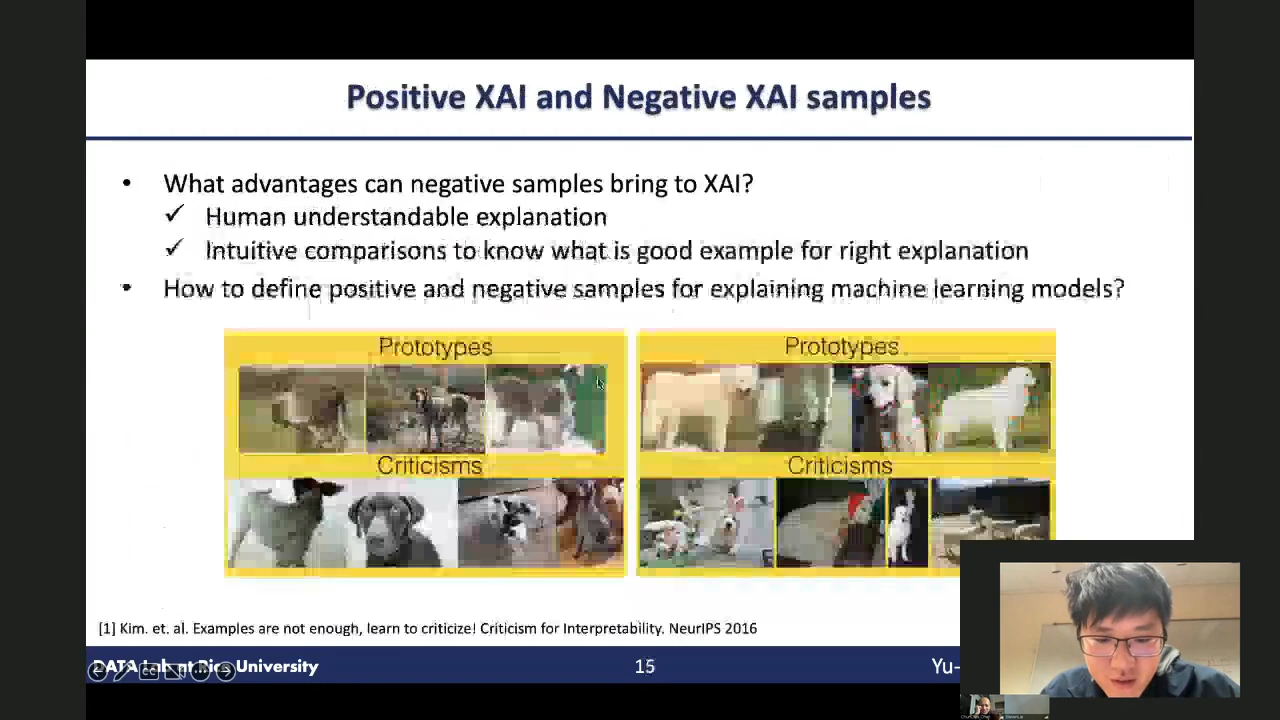 Positive XAI and Negative XAI samples
• What advantages can negative samples bring to XAI?
✓ Human understandable explanation
✓ Intuitive comparisons to know what is good example for right explanation
• How to define positive and negative samples for explaining machine learning models?
Prototypes
Prototypes
Criticisms
Criticisms
[1] Kim. et. al. Examples are not enough, learn to criticize! Criticism for Interpretability. NeurIPS 2016
DATA Lab at Rice University
15
Yu-